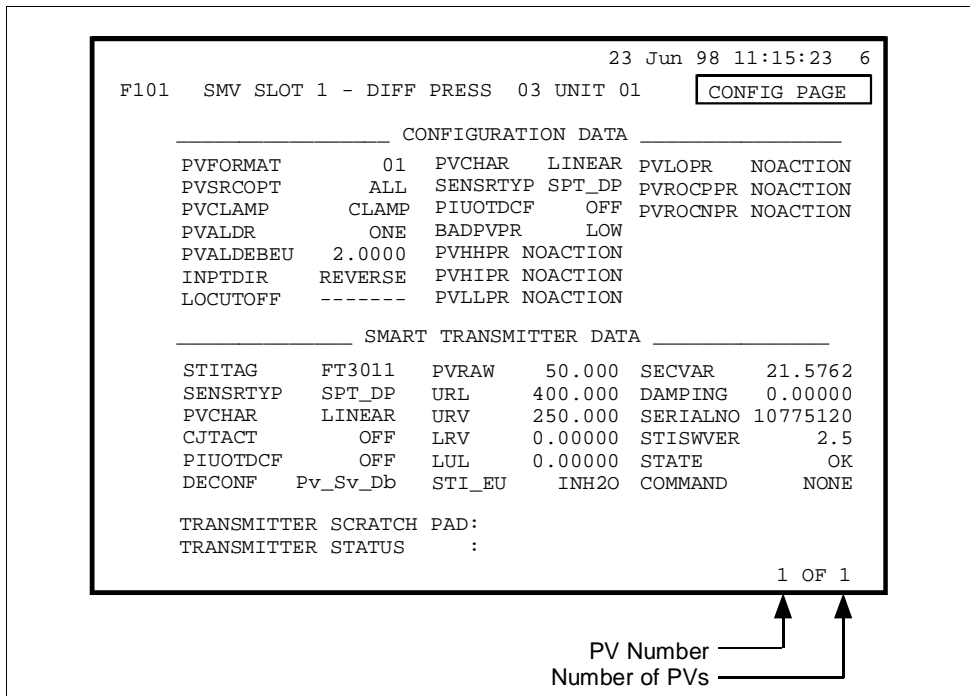 23 Jun 98 11:15:23 6
F101 SMV SLOT 1 - DIFF PRESS 03 UNIT 01 CONFIG PAGE
CONFIGURATION DATA
PVFORMAT 01 PVCHAR LINEAR PVLOPR NOACTION
PVSRCOPT ALL SENSRTYP SPT_DP PVROCPPR NOACTION
PVCLAMP CLAMP PIUOTDCF OFF PVROCNPR NOACTION
PVALDR ONE BADPVPR LOW
PVALDEBEU 2.0000 PVHHPR NOACTION
INPTDIR REVERSE PVHIPR NOACTION
LOCUTOFF ------- PVLLPR NOACTION
SMART TRANSMITTER DATA
STITAG FT3011 PVRAW 50.000 SECVAR 21.5762
SENSRTYP SPT_DP URL 400.000 DAMPING 0.00000
PVCHAR LINEAR URV 250.000 SERIALNO 10775120
CJTACT OFF LRV 0.00000 STISWVER 2.5
PIUOTDCF OFF LUL 0.00000 STATE OK
DECONF Pv_Sv_Db STI_EU INH2O COMMAND NONE
TRANSMITTER SCRATCH PAD:
TRANSMITTER STATUS :
1 OF 1
PV Number
Number of PVs